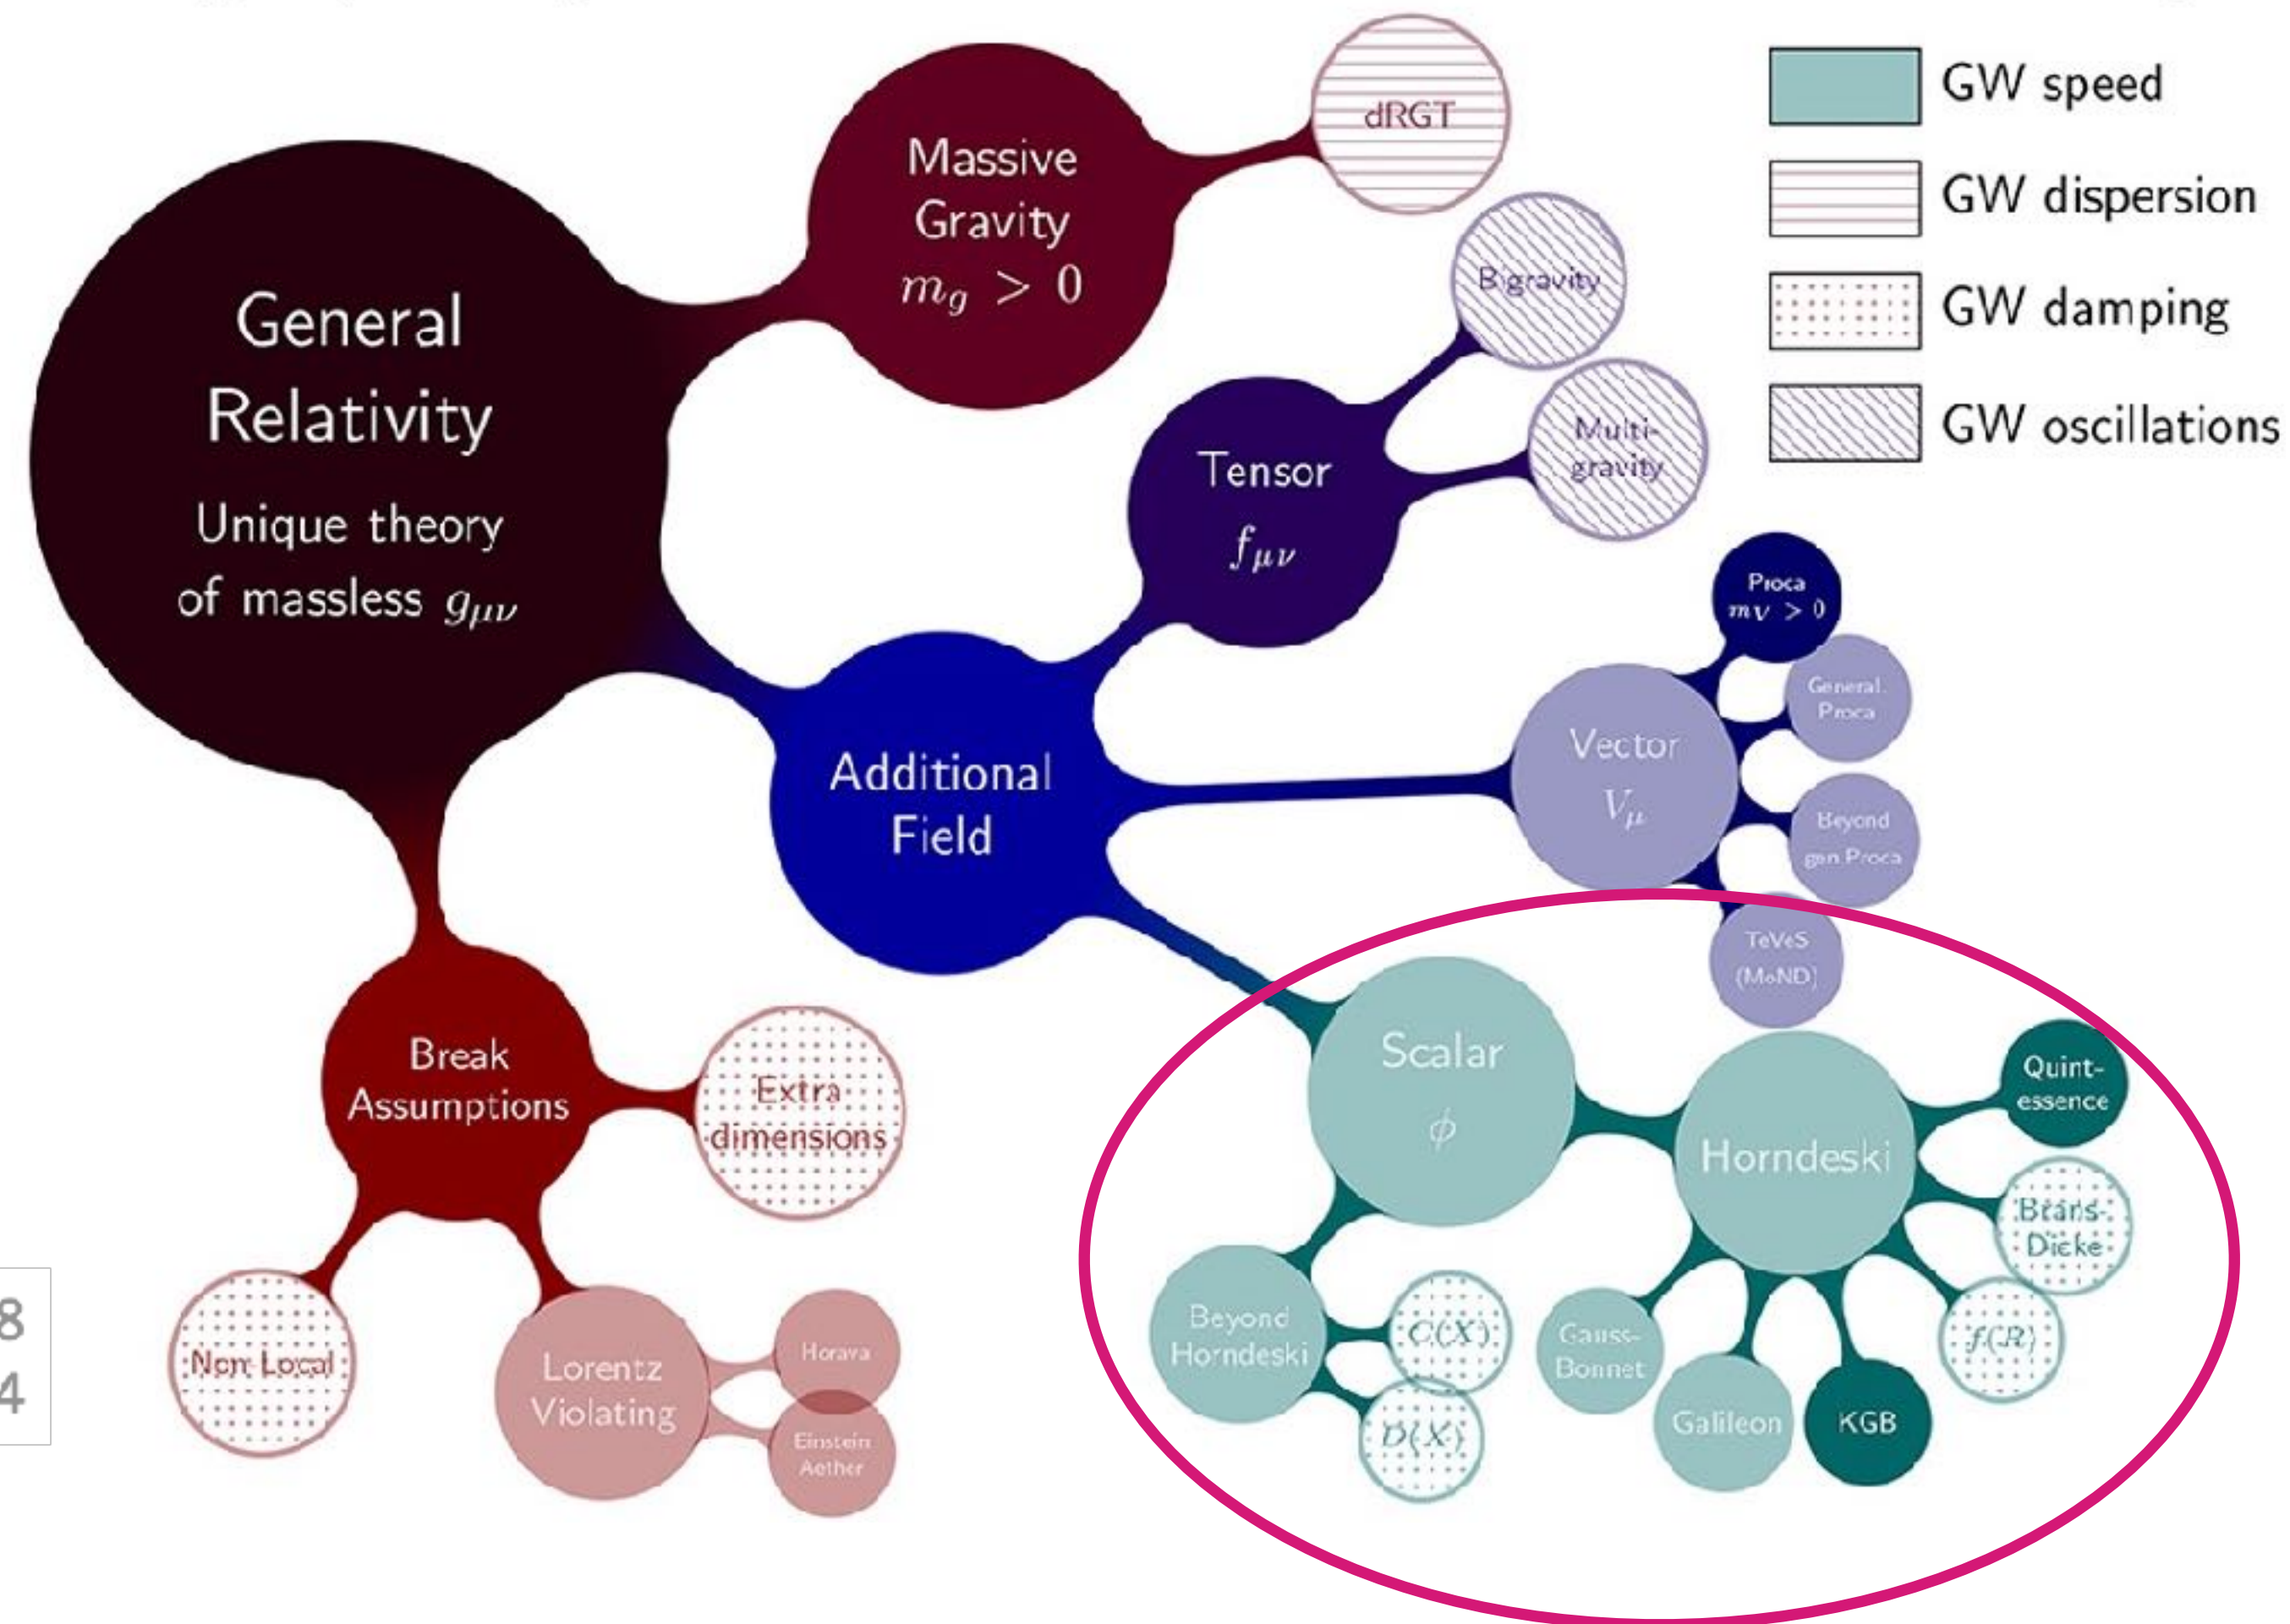 General
Relativity
Unique theory
of massless gμν
Massive
Gravity
mg > 0
dRGT
Bigravity
Multi-
gravity
Tensor
fμν
GW speed
GW dispersion
GW damping
GW oscillations
Additional
Field
Vector
Vμ
Proca
mV > 0
General.
Proca
Beyond
gen.Proca
TeVeS
(MoND)
Scalar
ϕ
Horndeski
Quint-
essence
Brans-
Dicke
f(R)
KGB
Galileon
Gauss-
Bonnet
Beyond
Horndeski
C(X)
D(X)
Break
Assumptions
Extra
dimensions
Non-Local
Lorentz
Violating
Horava
Einstein
Aether
8
4